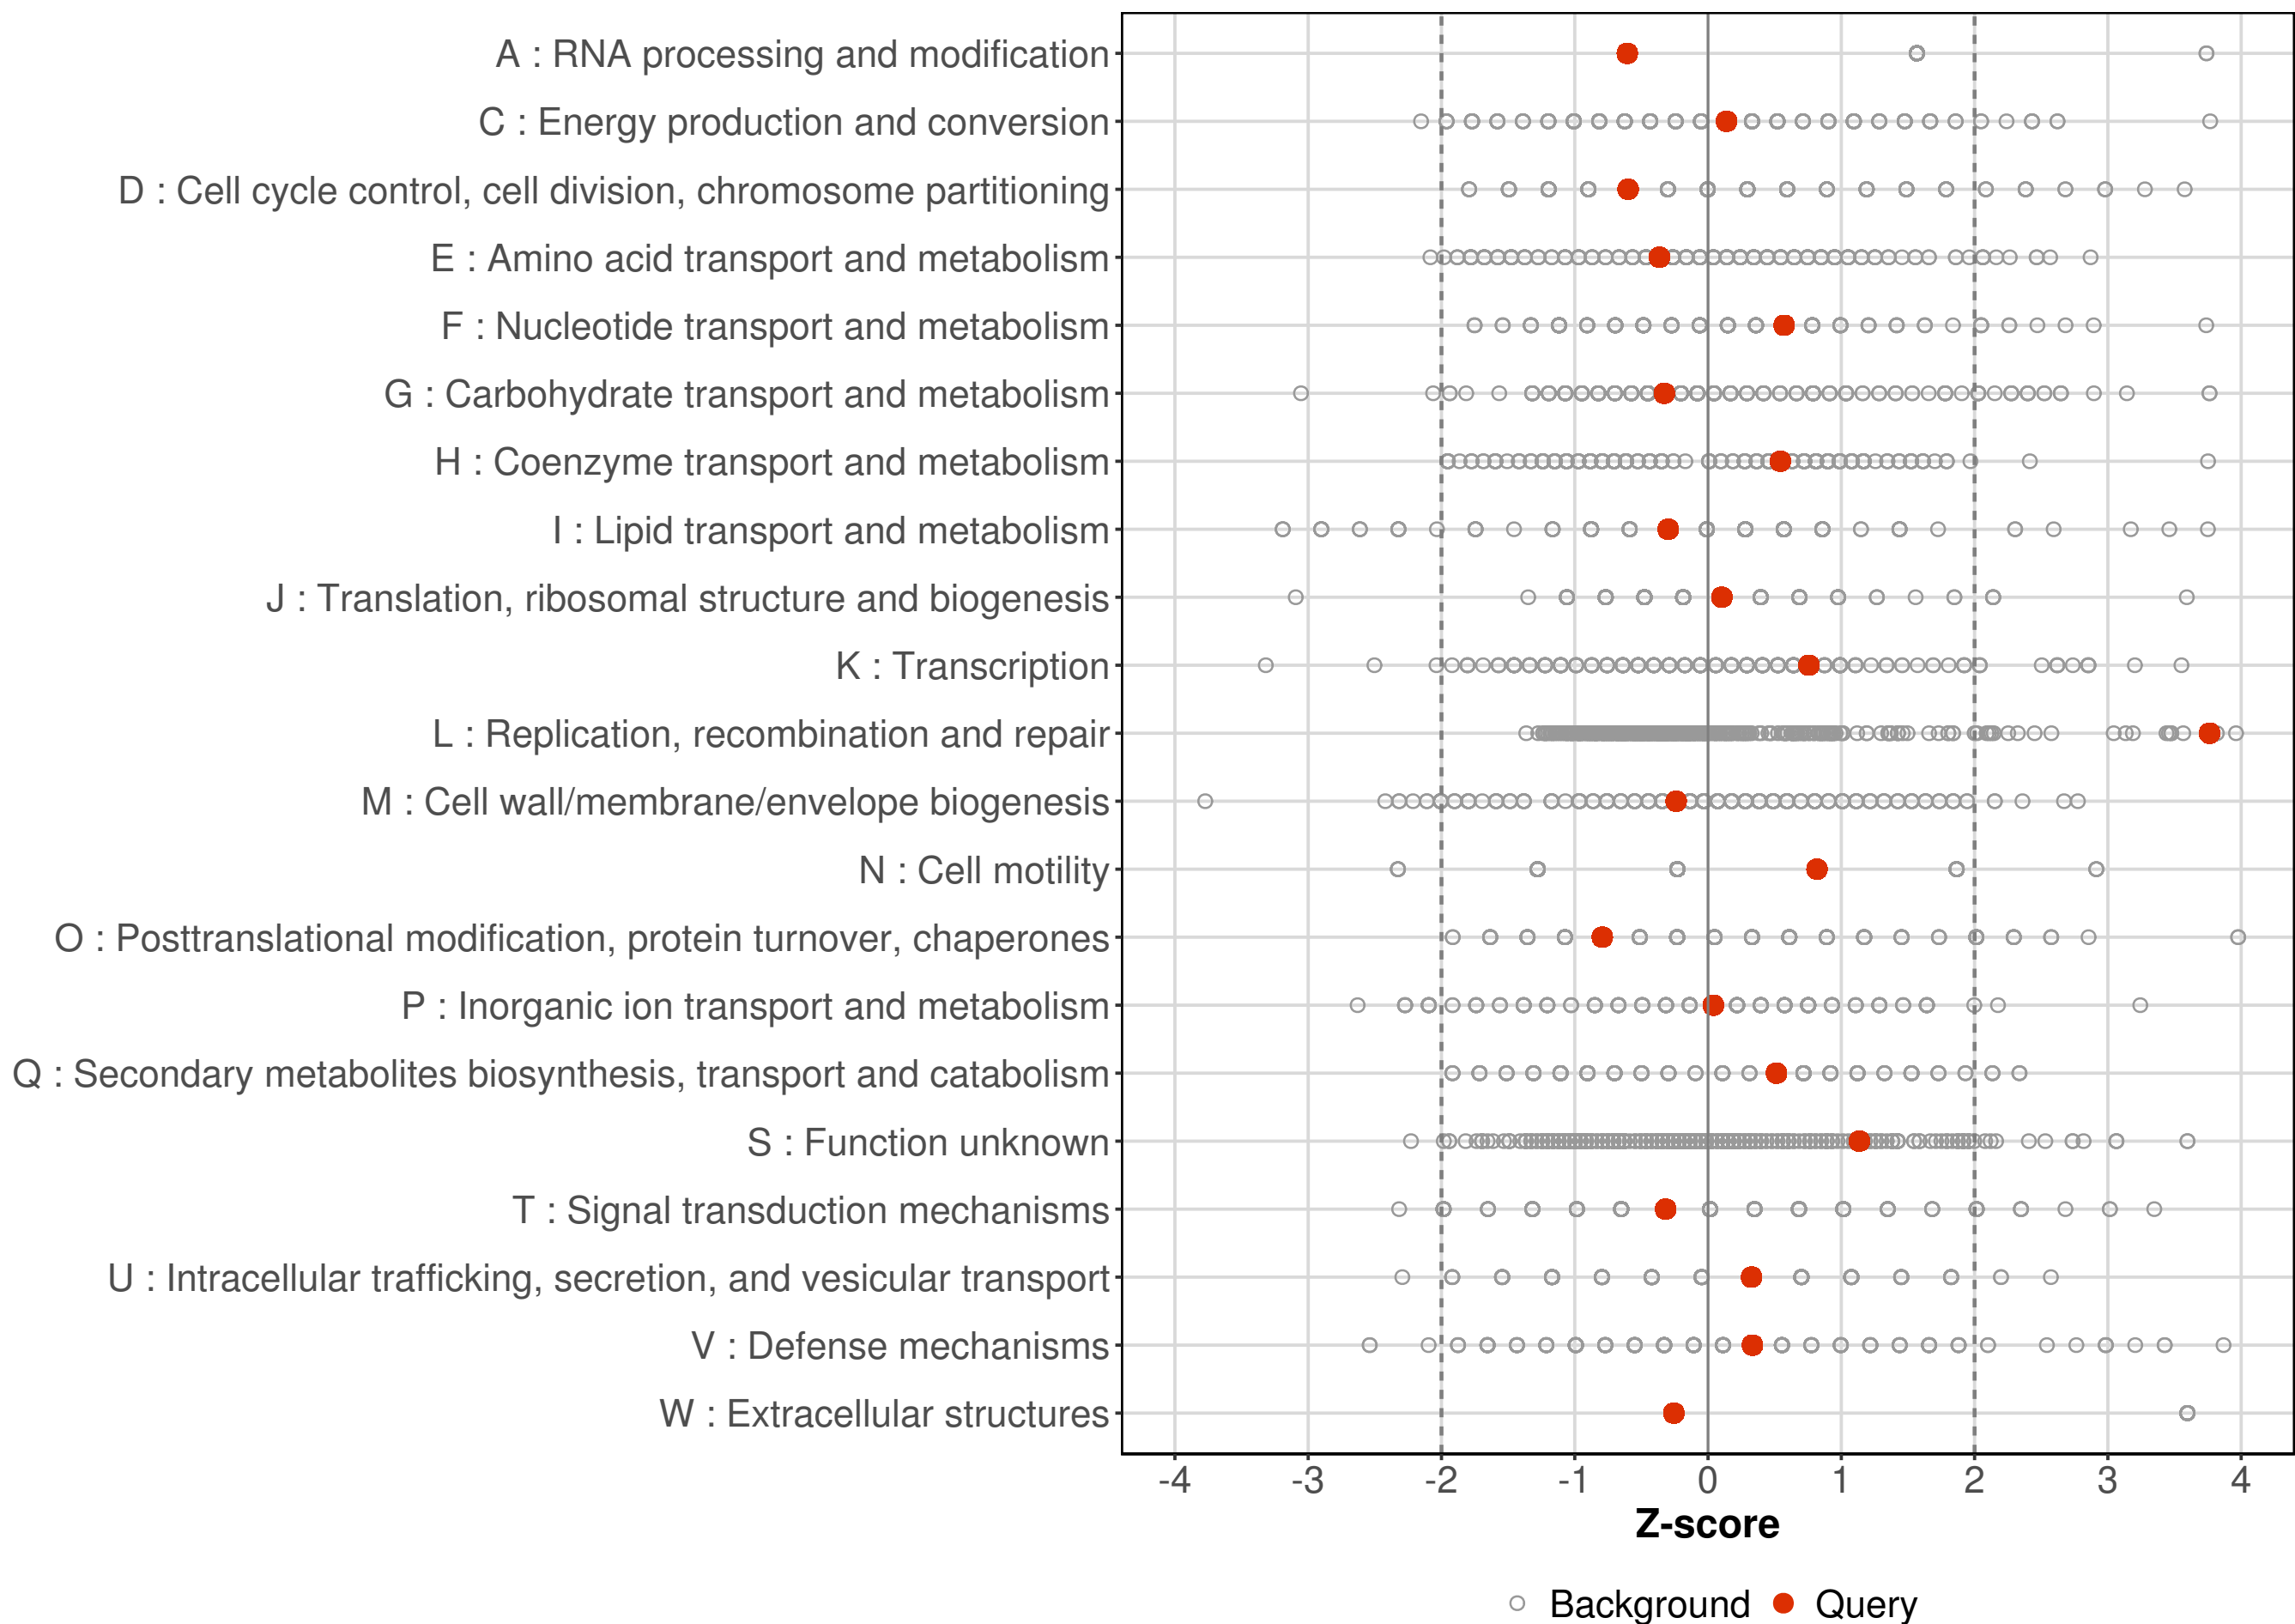 A : RNA processing and modification
C : Energy production and conversion
D : Cell cycle control, cell division, chromosome partitioning
E : Amino acid transport and metabolism
F : Nucleotide transport and metabolism
G : Carbohydrate transport and metabolism
H : Coenzyme transport and metabolism
I : Lipid transport and metabolism
J : Translation, ribosomal structure and biogenesis
K : Transcription
L : Replication, recombination and repair
M : Cell wall/membrane/envelope biogenesis
N : Cell motility
O : Posttranslational modification, protein turnover, chaperones
P : Inorganic ion transport and metabolism
Q : Secondary metabolites biosynthesis, transport and catabolism
S : Function unknown
T : Signal transduction mechanisms
U : Intracellular trafficking, secretion, and vesicular transport
V : Defense mechanisms
W : Extracellular structures
-4 -3 -2 -1 0 1 2 3 4
Z-score
Background Query